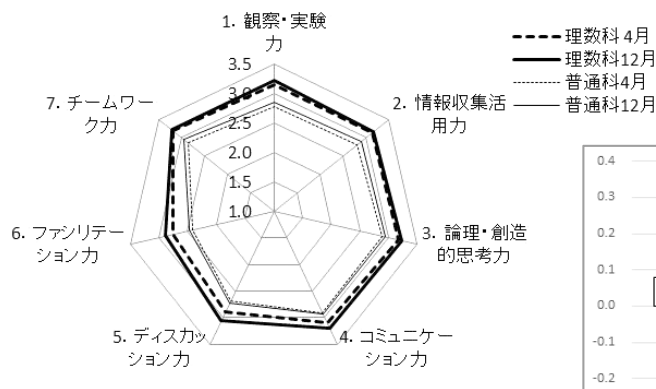 1. 観察・実験
力
3.5
3.0
2.5
2.0
1.5
1.0
2. 情報収集活
用力
3. 論理・創造
的思考力
4. コミュニケー
ション力
5. ディスカッ
ション力
6. ファシリテー
ション力
7. チームワー
ク力
理数科 4月
理数科12月
普通科4月
普通科12月
0.4
0.3
0.2
0.1
0.0
-0.1
-0.2